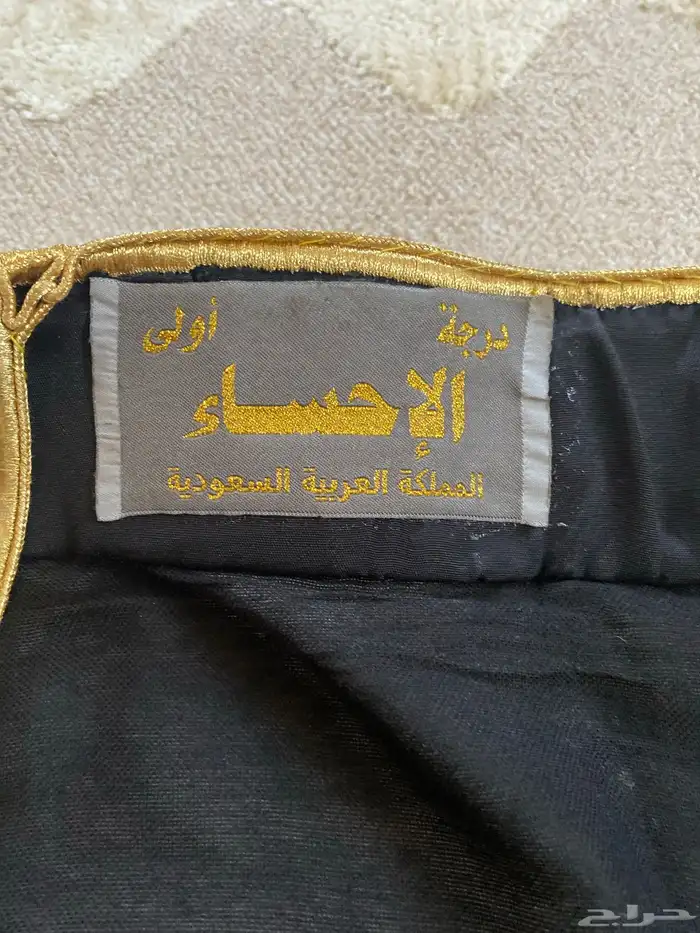 درجة أولى
الإحساء
المملكة العربية السعودية
حراج